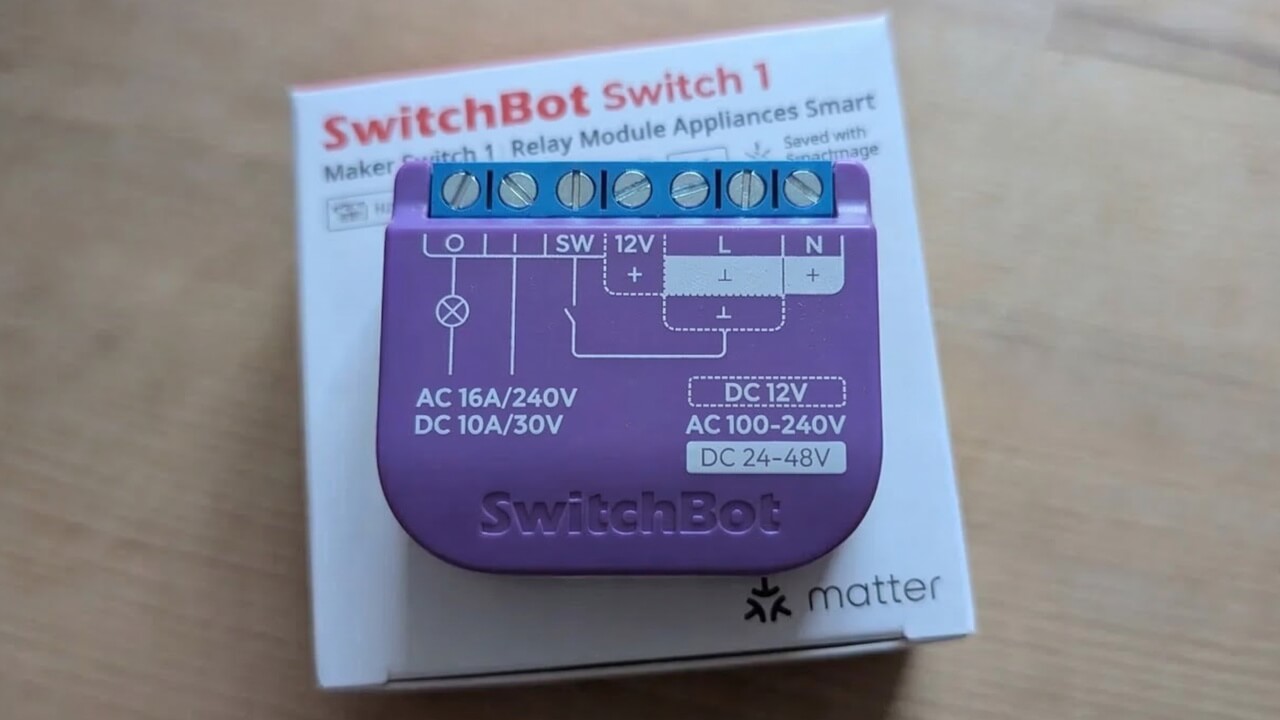 SwitchBot Switch 1
Maker Switch 1 Relay Module Appliances Smart
Saved with
O I SW 12V L N
+ ⊥ +
⊥
AC 16A/240V
DC 10A/30V
DC 12V
AC 100-240V
DC 24-48V
SwitchBot
matter